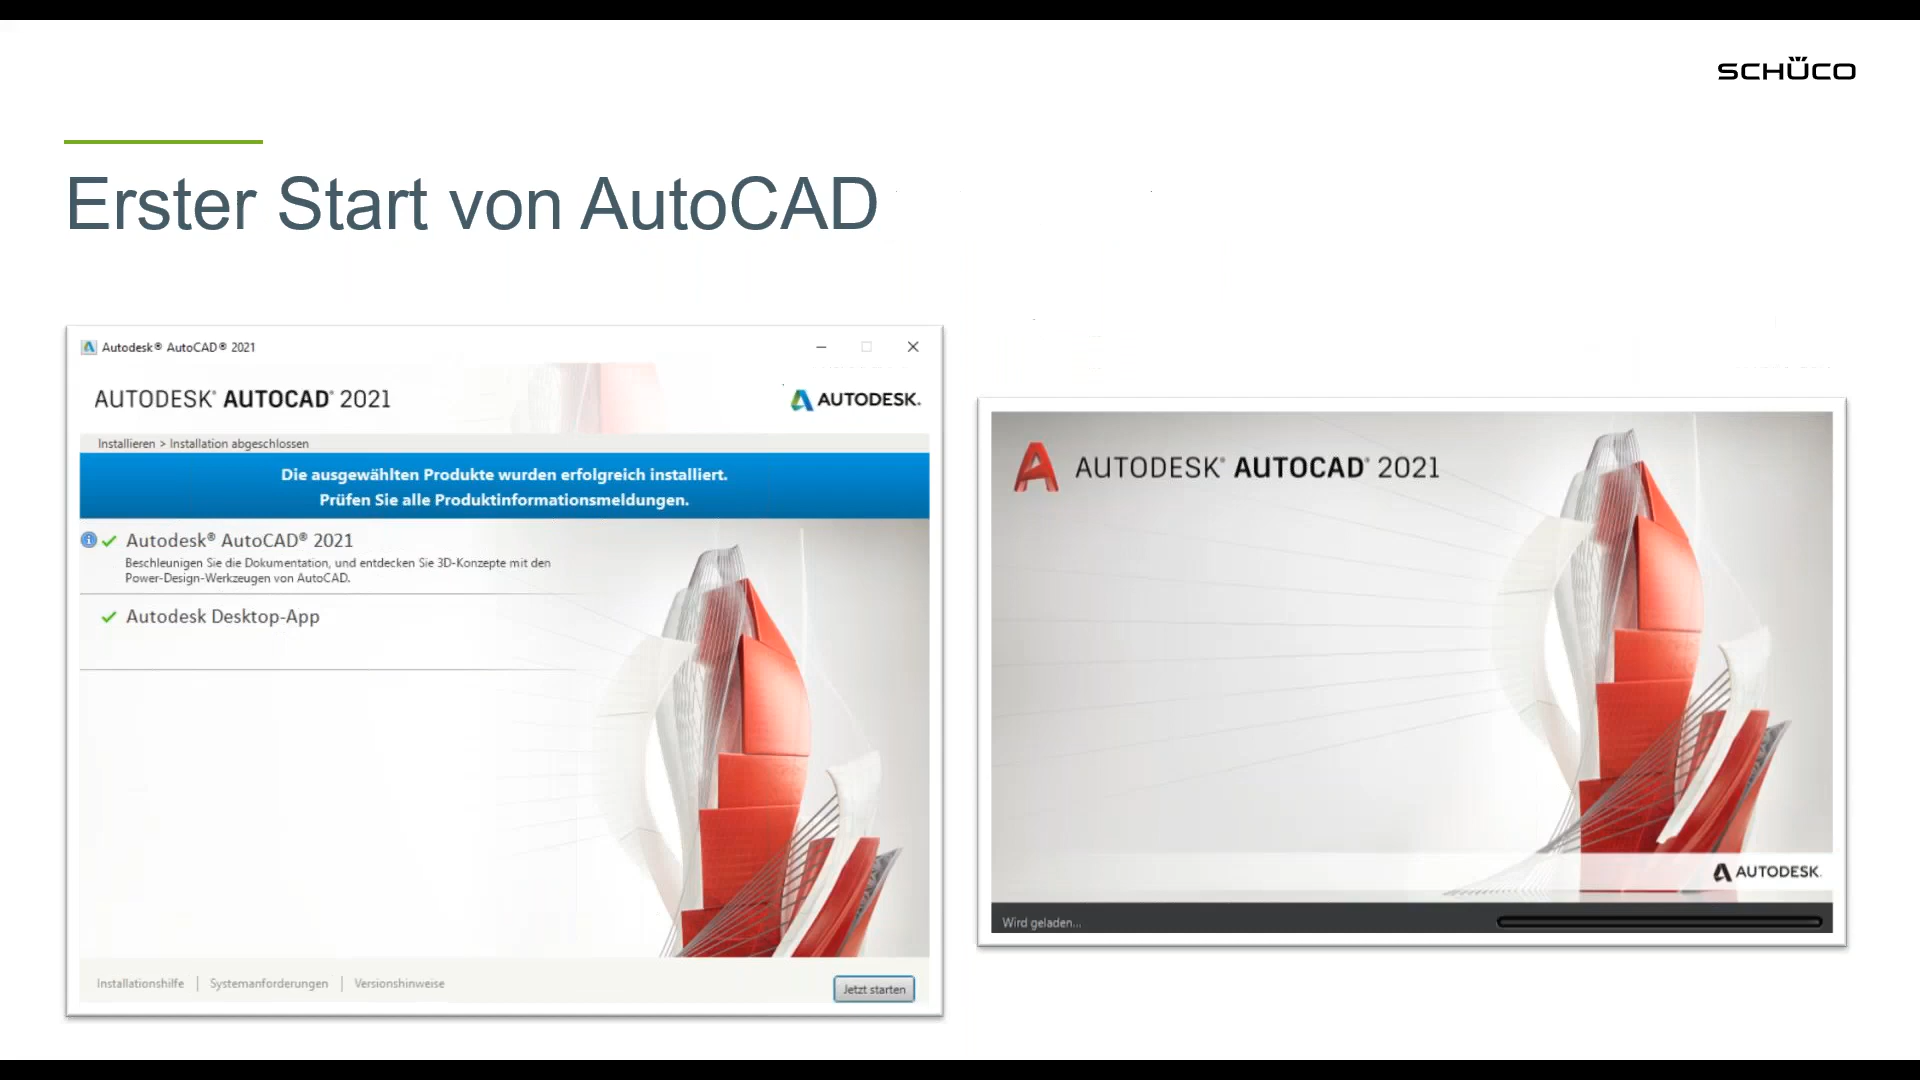 SCHÜCO
Erster Start von AutoCAD
Autodesk® AutoCAD® 2021
AUTODESK® AUTOCAD® 2021
AUTODESK.
Installieren > Installation abgeschlossen
Die ausgewählten Produkte wurden erfolgreich installiert.
Prüfen Sie alle Produktinformationsmeldungen.
Autodesk® AutoCAD® 2021
Beschleunigen Sie die Dokumentation, und entdecken Sie 3D-Konzepte mit den
Power-Design-Werkzeugen von AutoCAD.
Autodesk Desktop-App
Installationshilfe | Systemanforderungen | Versionshinweise
Jetzt starten
AUTODESK® AUTOCAD® 2021
AUTODESK.
Wird geladen...